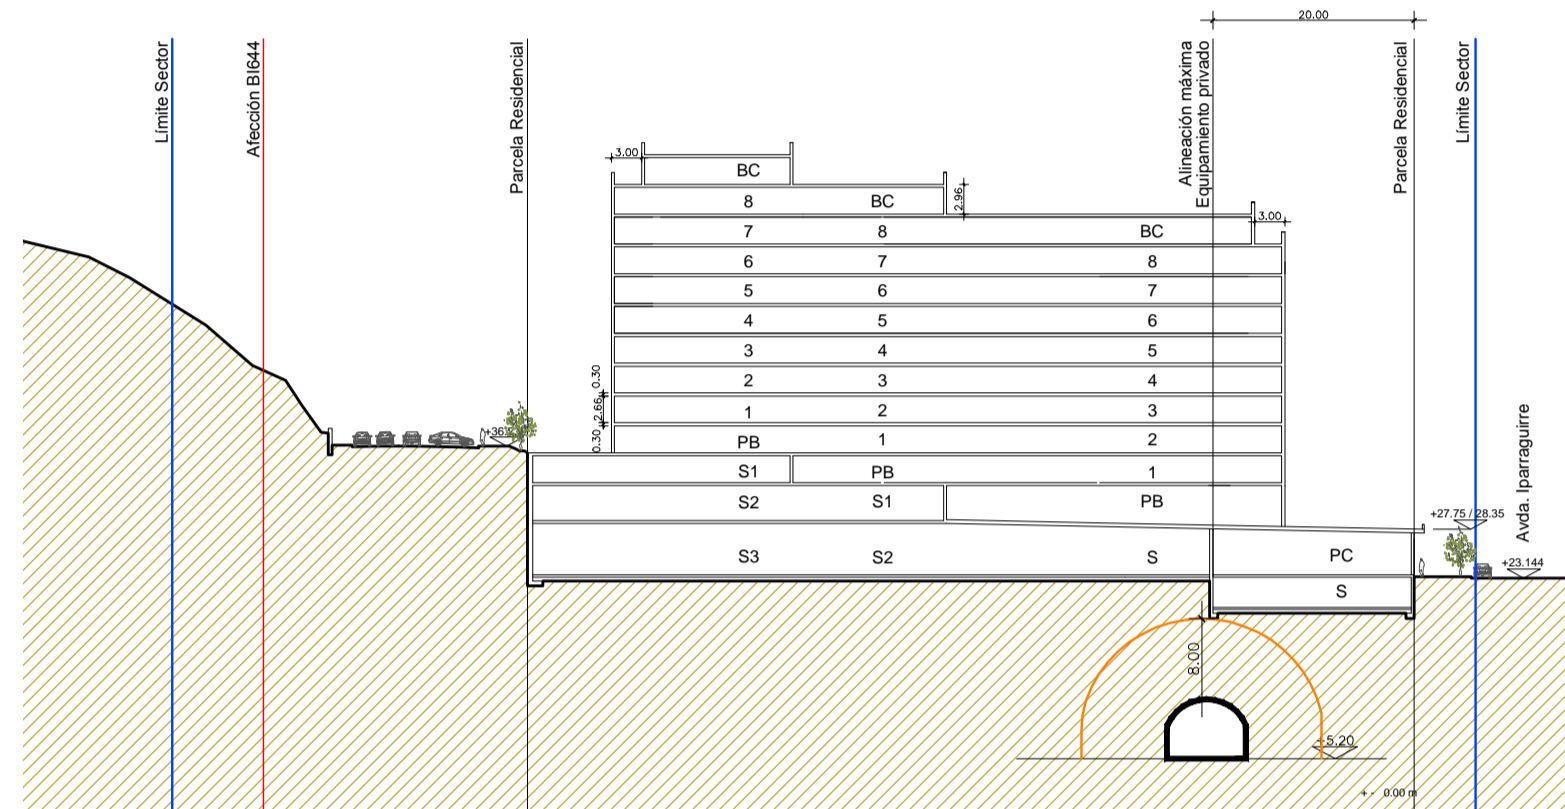 20.00
Límite Sector
Afección BI644
Parcela Residencial
Alineación máxima
Equipamiento privado
Parcela Residencial
Límite Sector
3.00
BC
8 BC
2.96
3.00
7 8 BC
6 7 8
5 6 7
4 5 6
3 4 5
2 3 4
0.30
1 2 3
2.66
PB 1 2
0.30
+36.
S1 PB 1
S2 S1 PB
S3 S2 S PC
S
+27.75 / 28.35
Avda. Iparraguirre
+23.144
8.00
+5.20
+ - 0.00 m